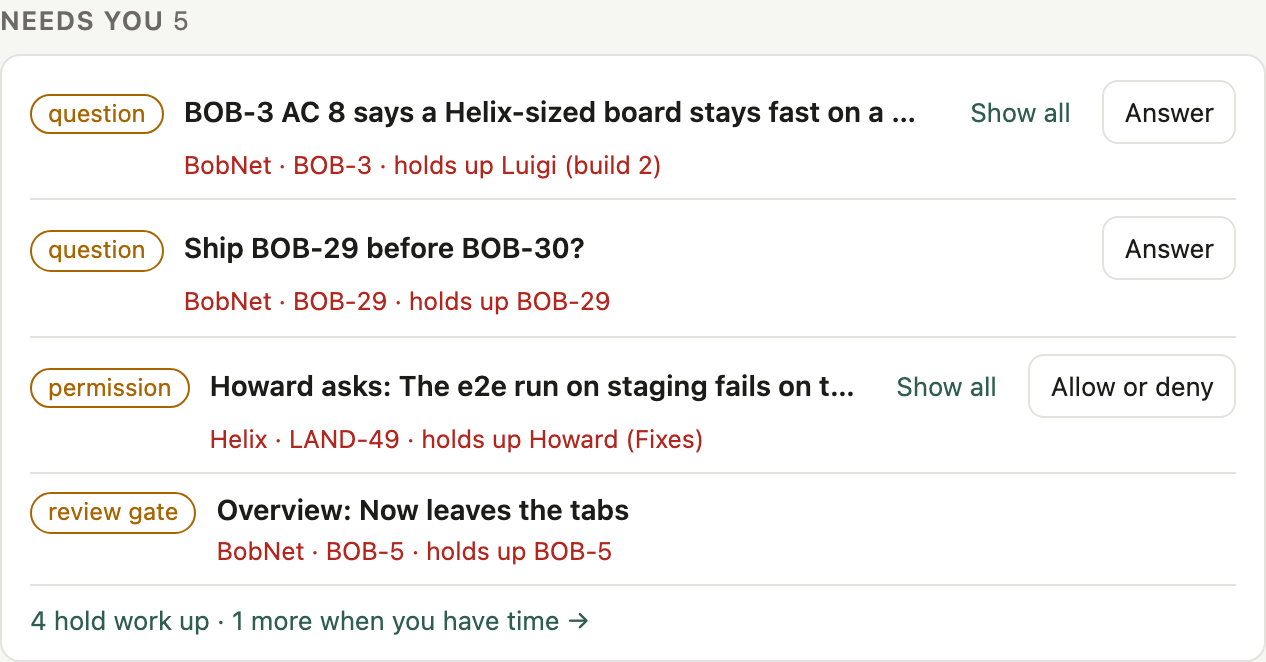 NEEDS YOU 5
question BOB-3 AC 8 says a Helix-sized board stays fast on a ... Show all Answer
BobNet · BOB-3 · holds up Luigi (build 2)
question Ship BOB-29 before BOB-30? Answer
BobNet · BOB-29 · holds up BOB-29
permission Howard asks: The e2e run on staging fails on t... Show all Allow or deny
Helix · LAND-49 · holds up Howard (Fixes)
review gate Overview: Now leaves the tabs
BobNet · BOB-5 · holds up BOB-5
4 hold work up · 1 more when you have time →